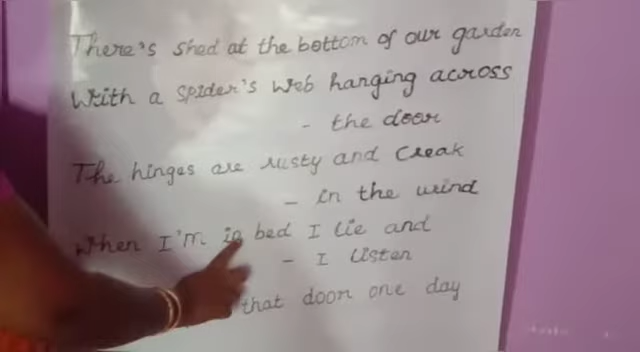 There's shed at the bottom of our garden
With a spider's web hanging across
- the door
The hinges are rusty and creak
- in the wind
When I'm in bed I lie and
- I listen
that door one day